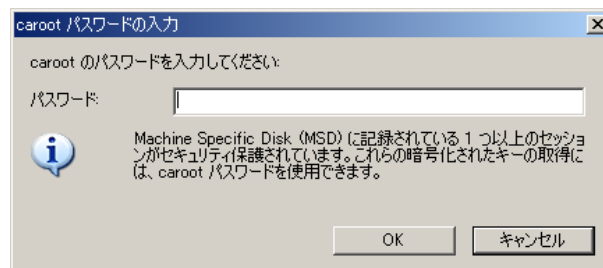 caroot パスワードの入力
caroot のパスワードを入力してください:
パスワード:
Machine Specific Disk (MSD) に記録されている 1 つ以上のセッショ
ンがセキュリティ保護されています。これらの暗号化されたキーの取得に
は、caroot パスワードを使用できます。
OK
キャンセル